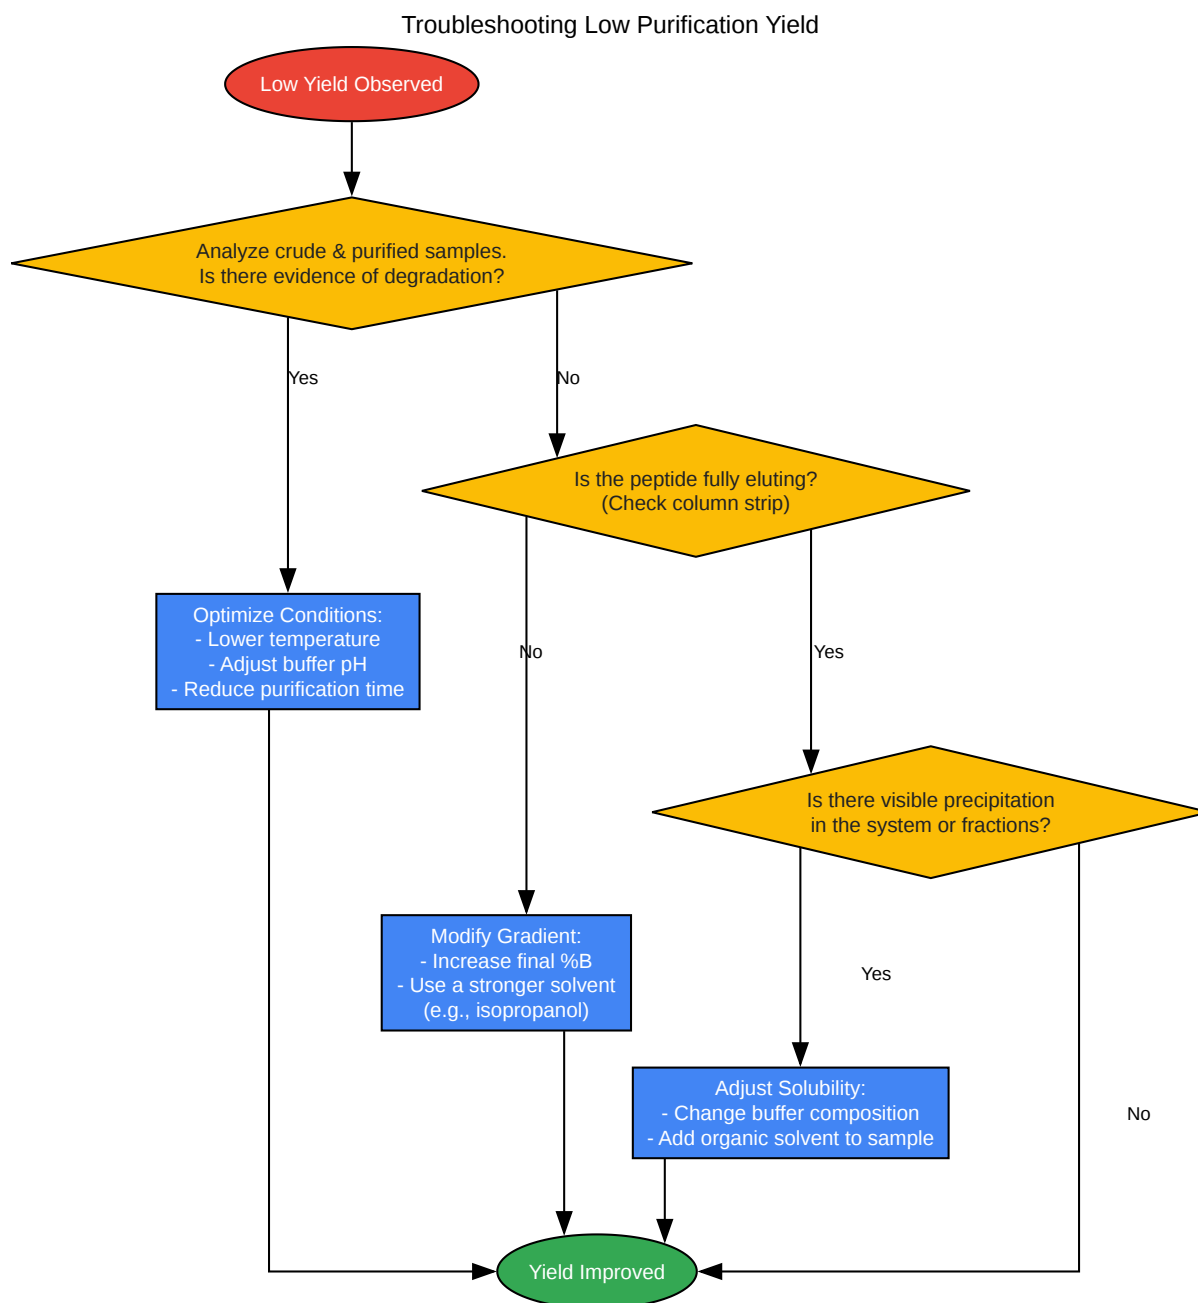 Troubleshooting Low Purification Yield
Low Yield Observed
Analyze crude & purified samples.
Is there evidence of degradation?
Yes
No
Is the peptide fully eluting?
(Check column strip)
Optimize Conditions:
- Lower temperature
- Adjust buffer pH
- Reduce purification time
No
Yes
Is there visible precipitation
in the system or fractions?
Modify Gradient:
- Increase final %B
- Use a stronger solvent
(e.g., isopropanol)
Yes
Adjust Solubility:
- Change buffer composition
- Add organic solvent to sample
No
Yield Improved